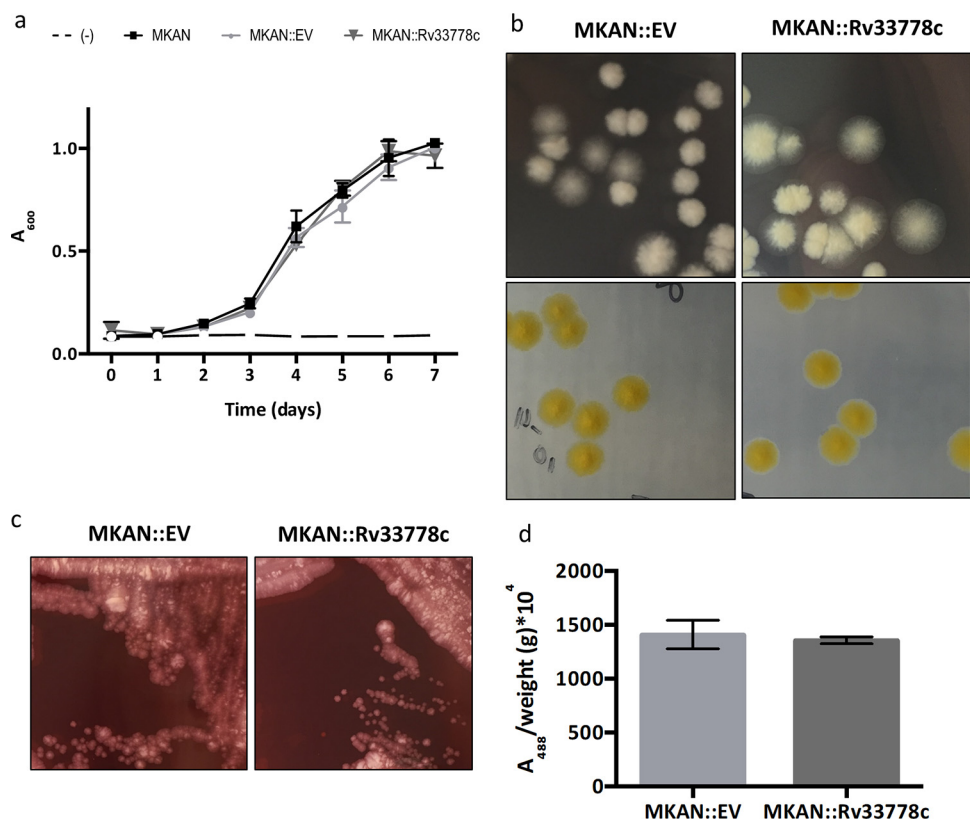 a
(-) MKAN MKAN::EV MKAN::Rv33778c
1.0
0.5
0.0
A600
0 1 2 3 4 5 6 7
Time (days)
b
MKAN::EV MKAN::Rv33778c
c
MKAN::EV MKAN::Rv33778c
d
2000
1500
1000
500
0
A488/weight (g)*10^4
MKAN::EV MKAN::Rv33778c